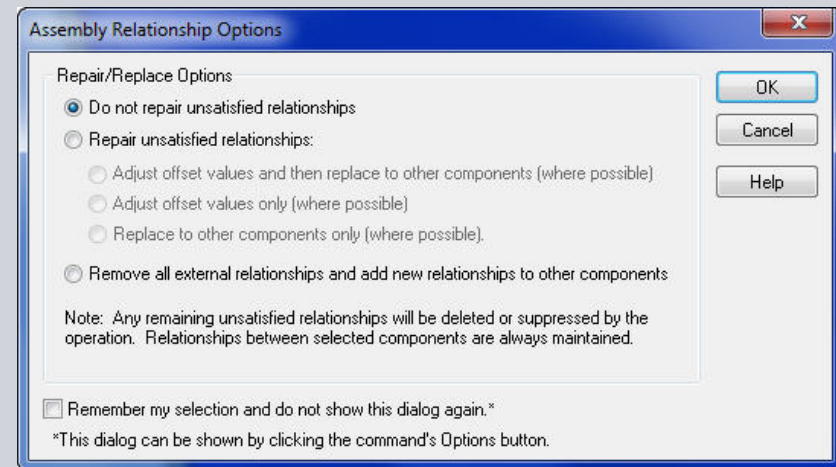 Assembly Relationship Options
Repair/Replace Options
Do not repair unsatisfied relationships
Repair unsatisfied relationships:
Adjust offset values and then replace to other components (where possible)
Adjust offset values only (where possible)
Replace to other components only (where possible).
Remove all external relationships and add new relationships to other components
Note: Any remaining unsatisfied relationships will be deleted or suppressed by the
operation. Relationships between selected components are always maintained.
OK
Cancel
Help
Remember my selection and do not show this dialog again.*
*This dialog can be shown by clicking the command's Options button.